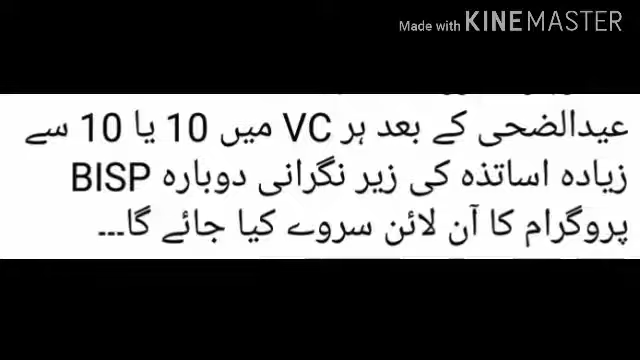 Made with KINEMASTER
عیدالضحی کے بعد ہر VC میں 10 یا 10 سے
زیادہ اساتذہ کی زیر نگرانی دوبارہ BISP
پروگرام کا آن لائن سروے کیا جائے گا---